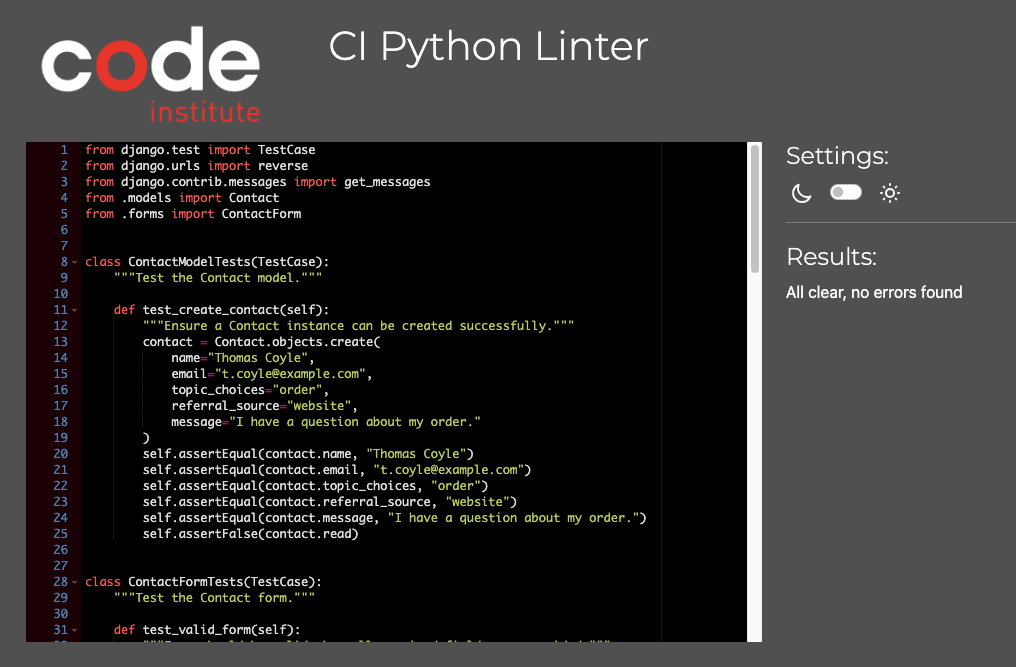 code
institute
CI Python Linter
1 from django.test import TestCase
2 from django.urls import reverse
3 from django.contrib.messages import get_messages
4 from .models import Contact
5 from .forms import ContactForm
6
7
8 class ContactModelTests(TestCase):
9     """Test the Contact model."""
10
11     def test_create_contact(self):
12         """Ensure a Contact instance can be created successfully."""
13         contact = Contact.objects.create(
14             name="Thomas Coyle",
15             email="t.coyle@example.com",
16             topic_choices="order",
17             referral_source="website",
18             message="I have a question about my order."
19         )
20         self.assertEqual(contact.name, "Thomas Coyle")
21         self.assertEqual(contact.email, "t.coyle@example.com")
22         self.assertEqual(contact.topic_choices, "order")
23         self.assertEqual(contact.referral_source, "website")
24         self.assertEqual(contact.message, "I have a question about my order.")
25         self.assertFalse(contact.read)
26
27
28 class ContactFormTests(TestCase):
29     """Test the Contact form."""
30
31     def test_valid_form(self):
Settings:
Results:
All clear, no errors found